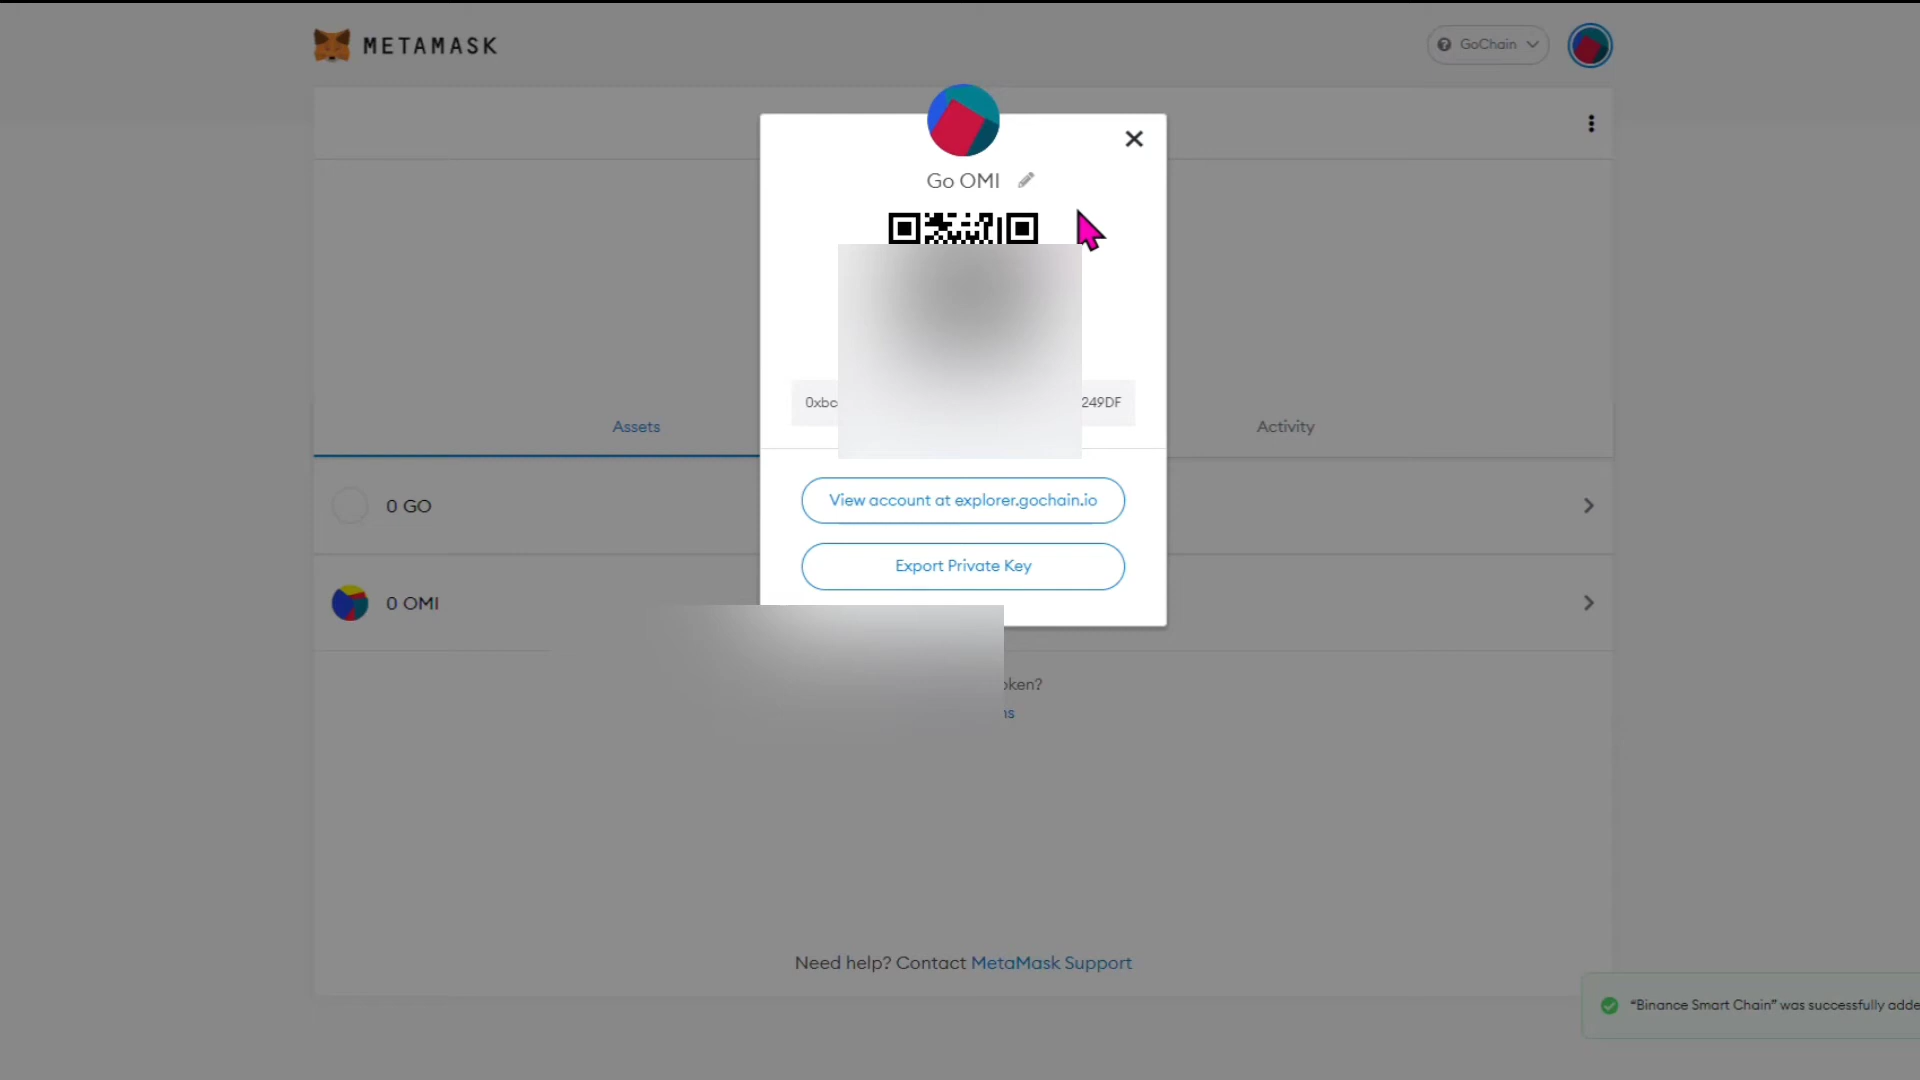 METAMASK
GoChain
Go OMI
0xbc
249DF
Assets
Activity
View account at explorer.gochain.io
0 GO
Export Private Key
0 OMI
Need help? Contact MetaMask Support
“Binance Smart Chain” was successfully